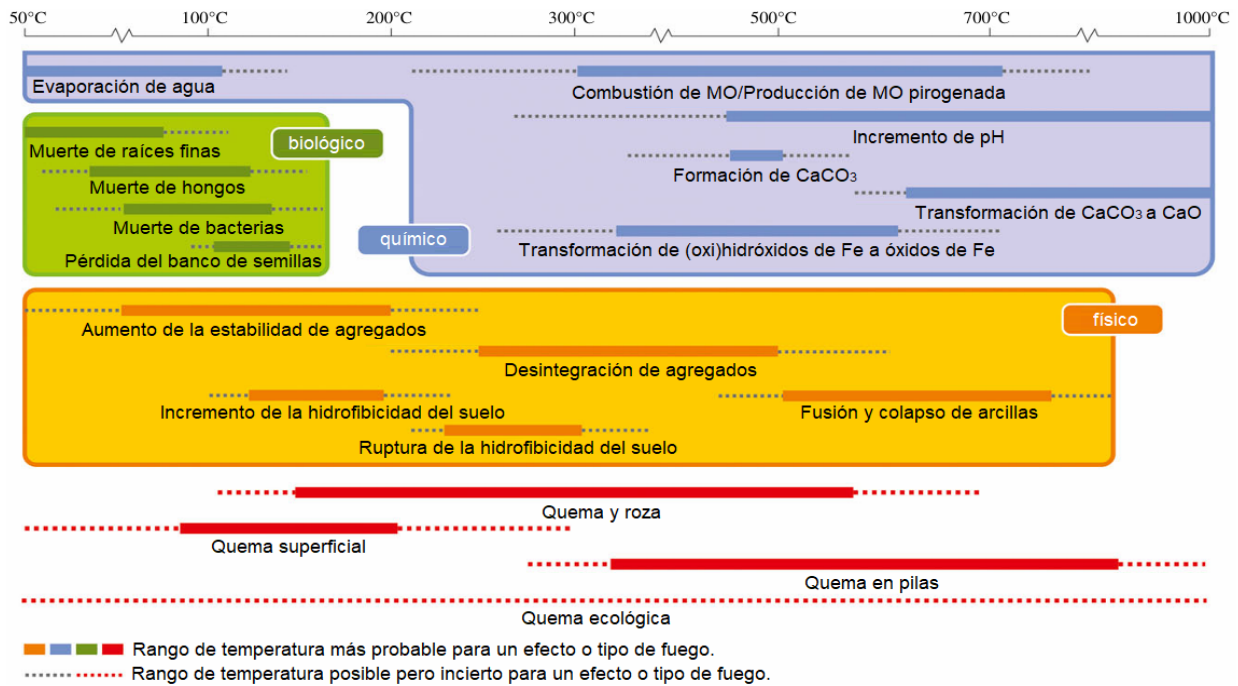 50°C 100°C 200°C 300°C 500°C 700°C 1000°C
Evaporación de agua
Combustión de MO/Producción de MO pirogenada
Incremento de pH
Formación de CaCO₃
Transformación de CaCO₃ a CaO
Transformación de (oxi)hidróxidos de Fe a óxidos de Fe
químico
biológico
Muerte de raíces finas
Muerte de hongos
Muerte de bacterias
Pérdida del banco de semillas
físico
Aumento de la estabilidad de agregados
Desintegración de agregados
Incremento de la hidrofibicidad del suelo
Fusión y colapso de arcillas
Ruptura de la hidrofibicidad del suelo
Quema y roza
Quema superficial
Quema en pilas
Quema ecológica
Rango de temperatura más probable para un efecto o tipo de fuego.
Rango de temperatura posible pero incierto para un efecto o tipo de fuego.